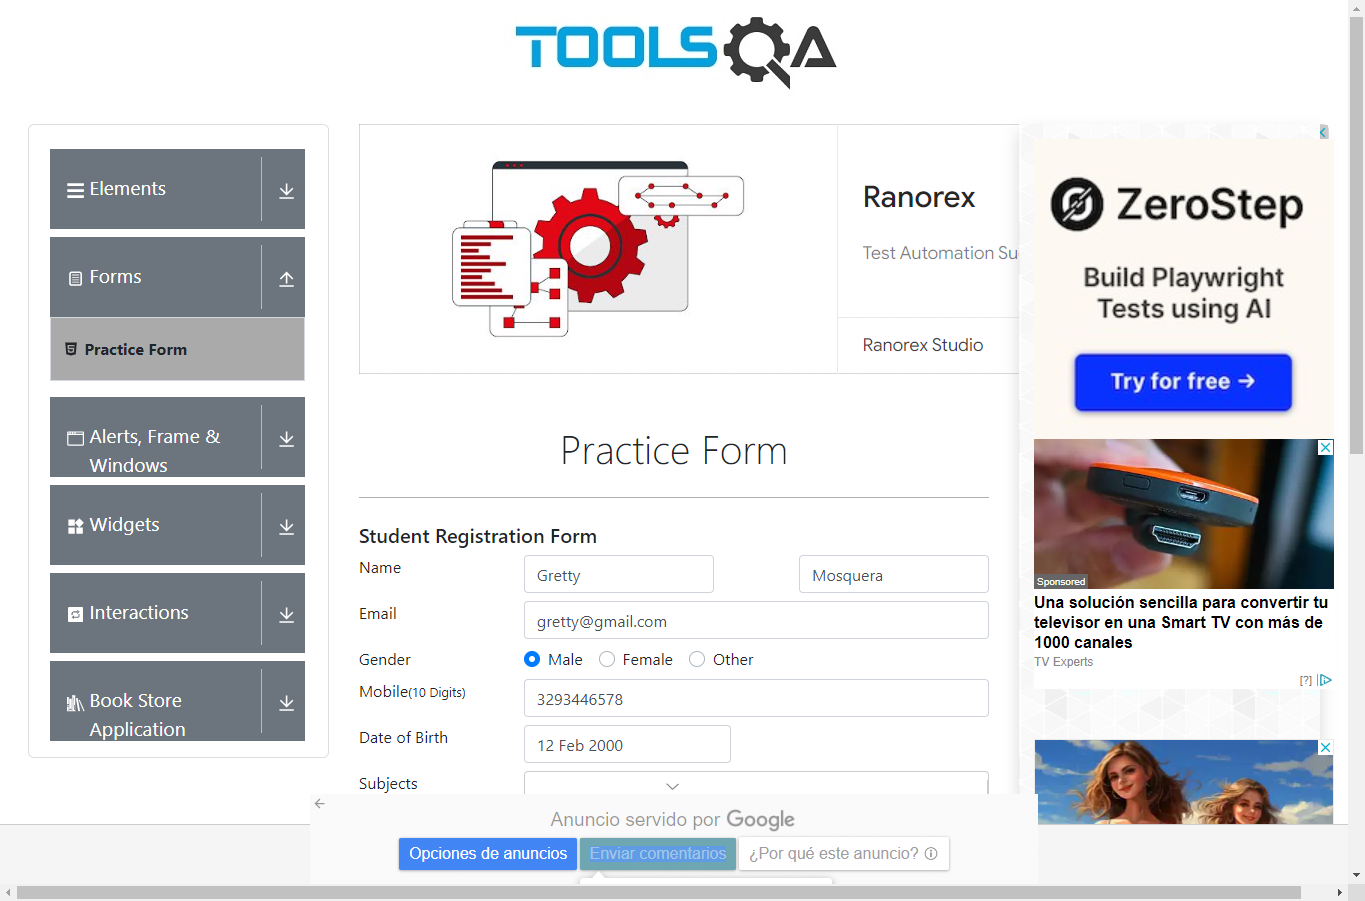 TOOLSQA
Elements
Forms
Practice Form
Alerts, Frame &
Windows
Widgets
Interactions
Book Store
Application
Ranorex
Test Automation Su
Ranorex Studio
Practice Form
Student Registration Form
Name
Gretty
Mosquera
Email
gretty@gmail.com
Gender
Male
Female
Other
Mobile(10 Digits)
3293446578
Date of Birth
12 Feb 2000
Subjects
ZeroStep
Build Playwright
Tests using AI
Try for free →
Sponsored
Una solución sencilla para convertir tu
televisor en una Smart TV con más de
1000 canales
TV Experts
[?]
Anuncio servido por Google
Opciones de anuncios
Enviar comentarios
¿Por qué este anuncio?